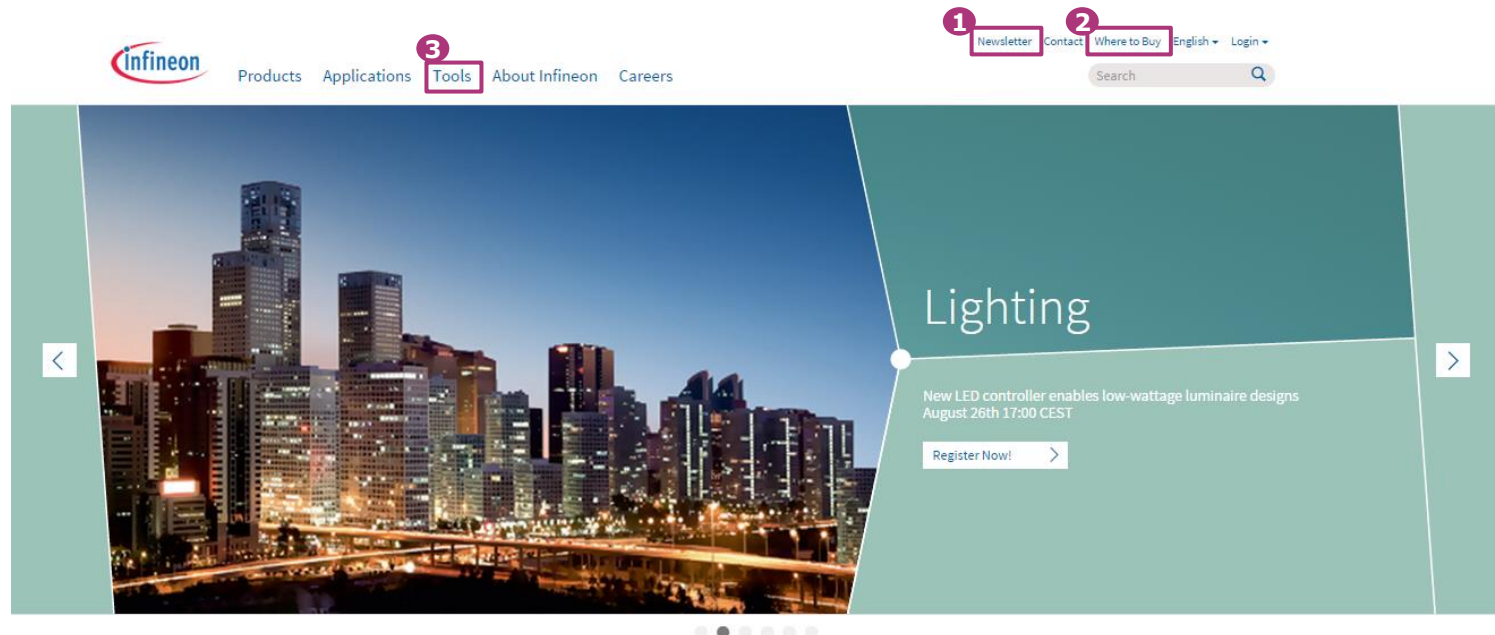 1 2
Newsletter Contact Where to Buy English Login
3
infineon
Products Applications Tools About Infineon Careers
Search
Lighting
New LED controller enables low-wattage luminaire designs
August 26th 17:00 CEST
Register Now!